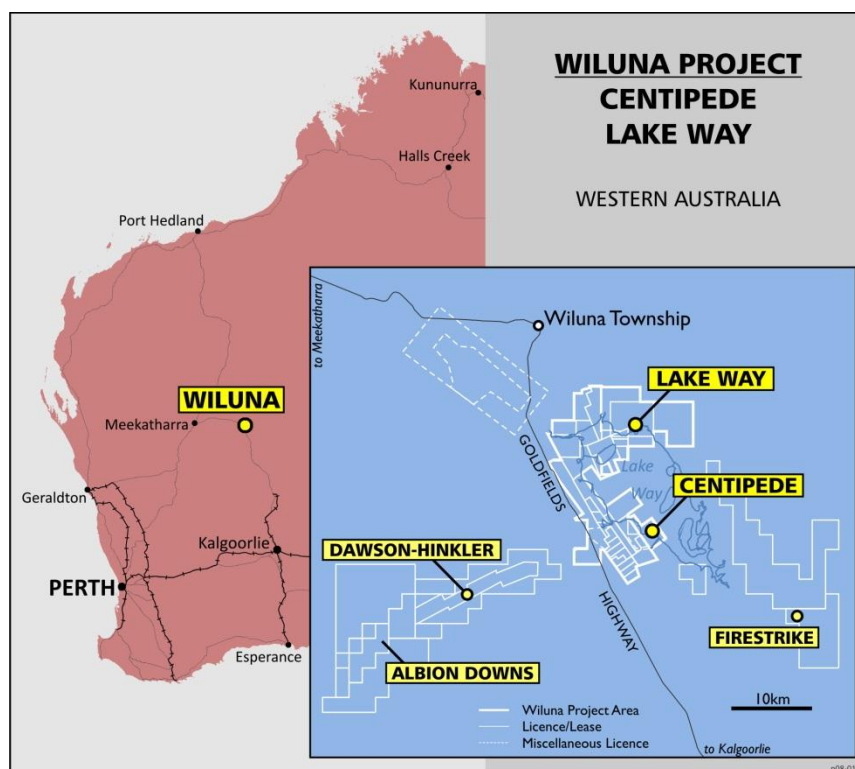 WILUNA PROJECT
CENTIPEDE
LAKE WAY
WESTERN AUSTRALIA
Kununurra
Halls Creek
Port Hedland
WILUNA
Meekatharra
Geraldton
Kalgoorlie
PERTH
Esperance
to Meekatharra
Wiluna Township
LAKE WAY
GOLDFIELDS
Lake
Way
CENTIPEDE
DAWSON-HINKLER
HIGHWAY
FIRESTRIKE
ALBION DOWNS
10km
Wiluna Project Area
Licence/Lease
Miscellaneous Licence
to Kalgoorlie